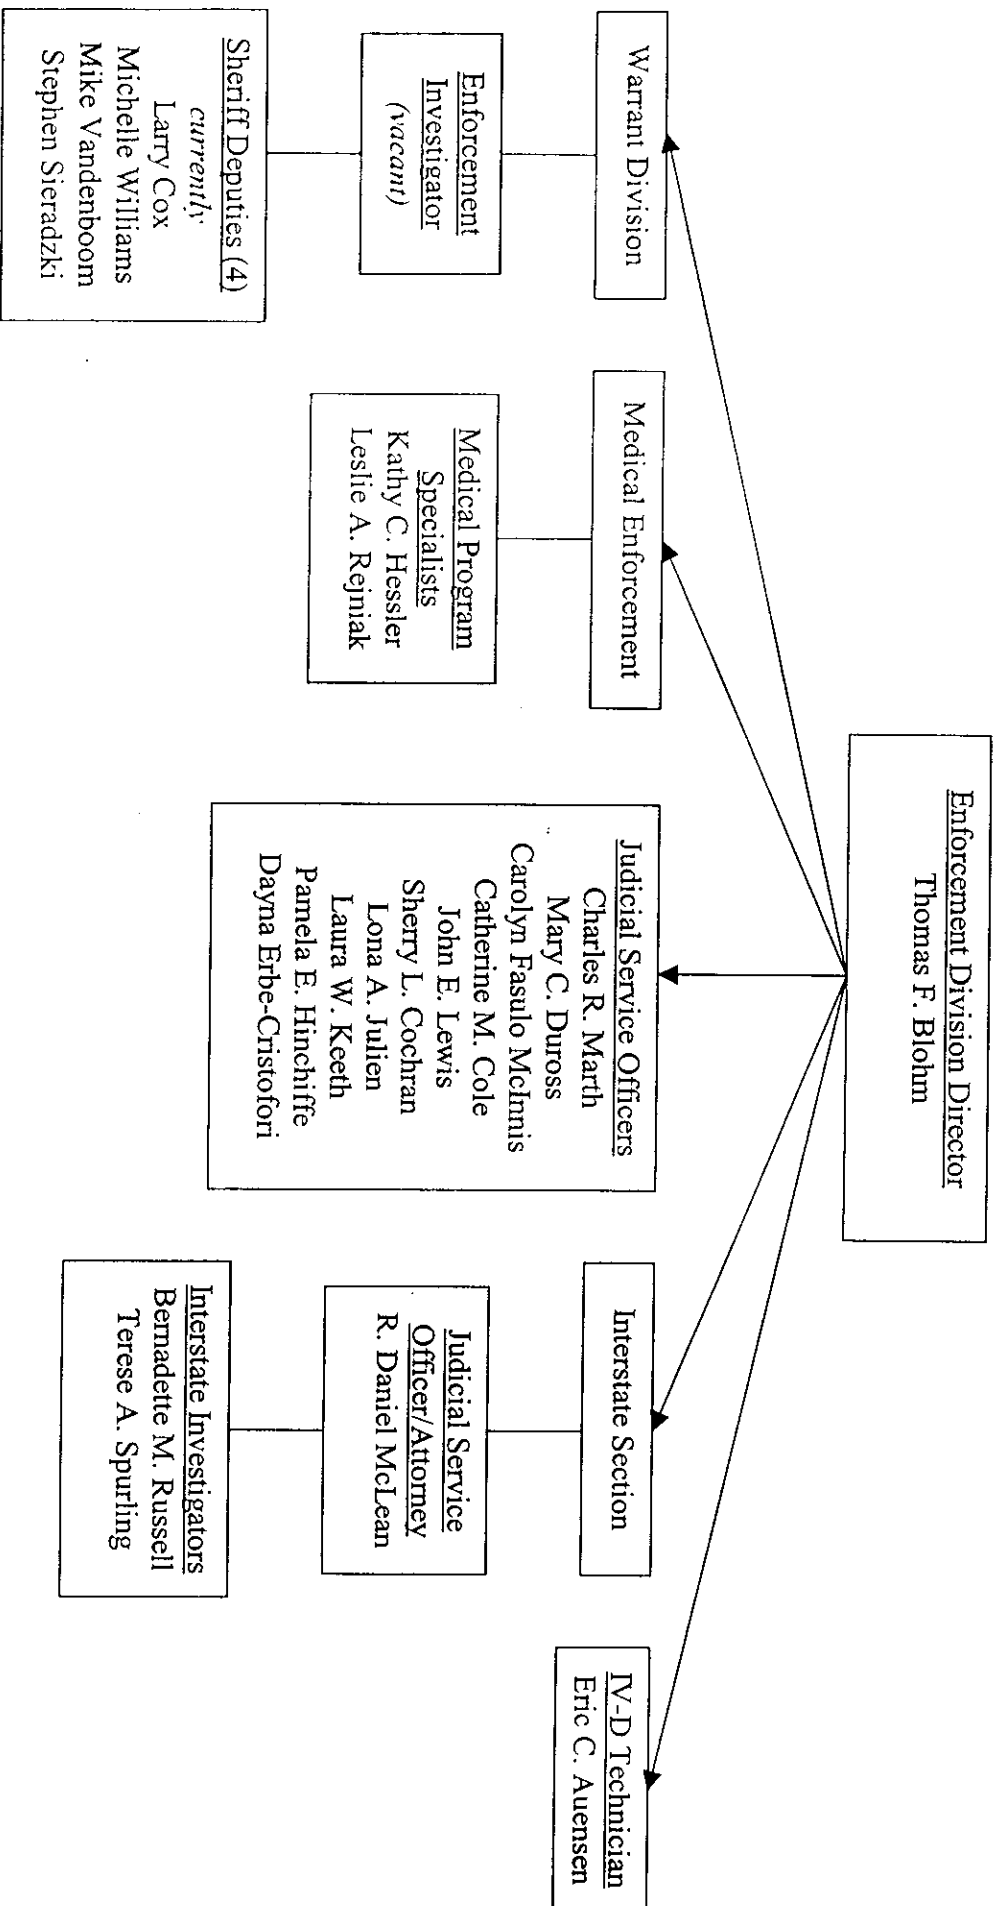 Enforcement Division Director
Thomas F. Blohm
Warrant Division
Enforcement
Investigator
(vacant)
Sheriff Deputies (4)
currently
Larry Cox
Michelle Williams
Mike Vandenboom
Stephen Sieradzki
Medical Enforcement
Medical Program
Specialists
Kathy C. Hessler
Leslie A. Rejniak
Judicial Service Officers
Charles R. Marth
Mary C. Duross
Carolyn Fasulo McInnis
Catherine M. Cole
John E. Lewis
Sherry L. Cochran
Lona A. Julien
Laura W. Keeth
Pamela E. Hinchiffe
Dayna Erbe-Cristofori
Interstate Section
Judicial Service
Officer/Attorney
R. Daniel McLean
Interstate Investigators
Bernadette M. Russell
Terese A. Spurling
IV-D Technician
Eric C. Auensen